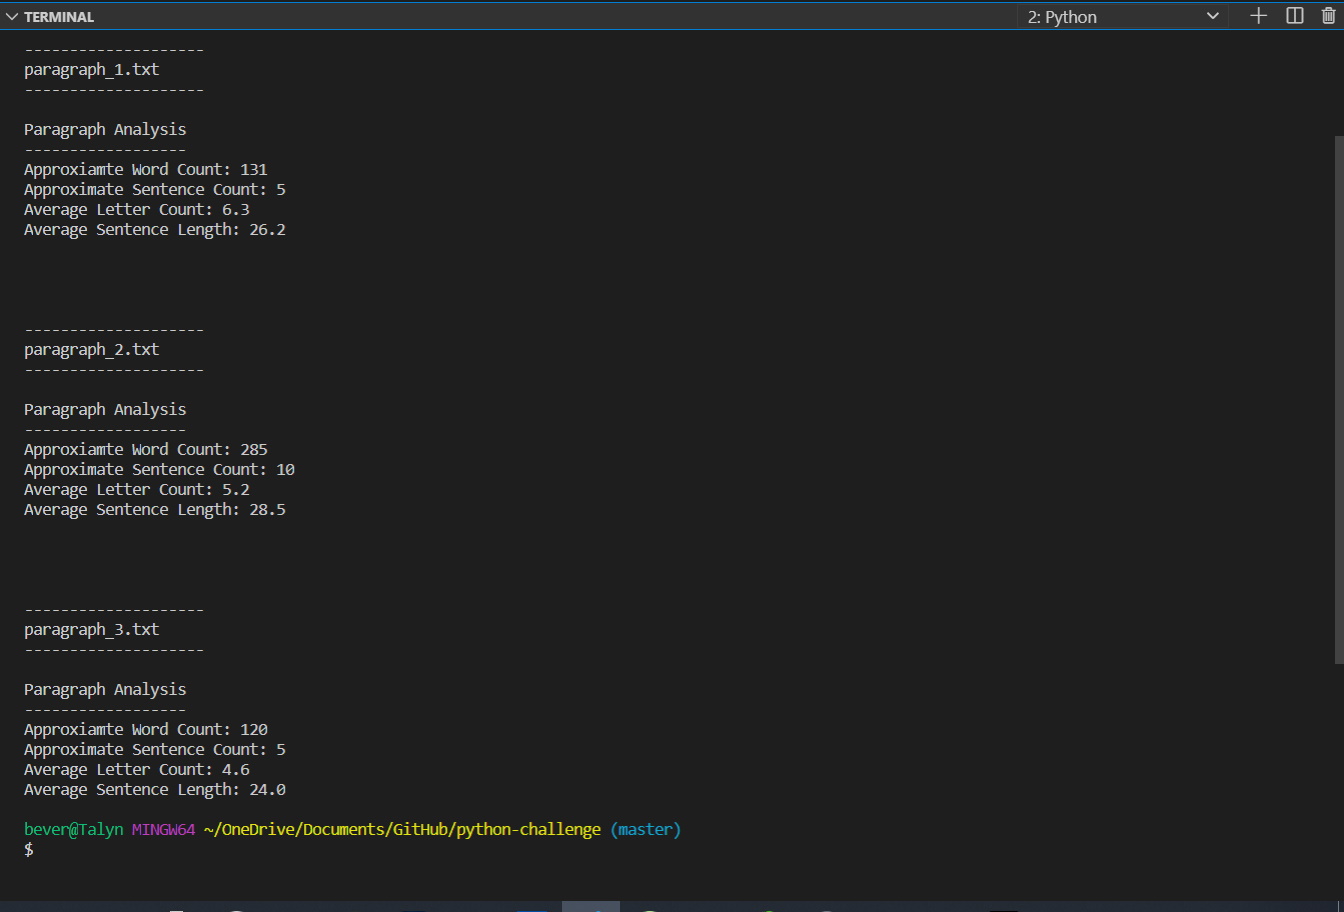 TERMINAL
2: Python
--------------------
paragraph_1.txt
--------------------
Paragraph Analysis
------------------
Approxiamte Word Count: 131
Approximate Sentence Count: 5
Average Letter Count: 6.3
Average Sentence Length: 26.2
--------------------
paragraph_2.txt
--------------------
Paragraph Analysis
------------------
Approxiamte Word Count: 285
Approximate Sentence Count: 10
Average Letter Count: 5.2
Average Sentence Length: 28.5
--------------------
paragraph_3.txt
--------------------
Paragraph Analysis
------------------
Approxiamte Word Count: 120
Approximate Sentence Count: 5
Average Letter Count: 4.6
Average Sentence Length: 24.0
bever@Talyn MINGW64 ~/OneDrive/Documents/GitHub/python-challenge (master)
$